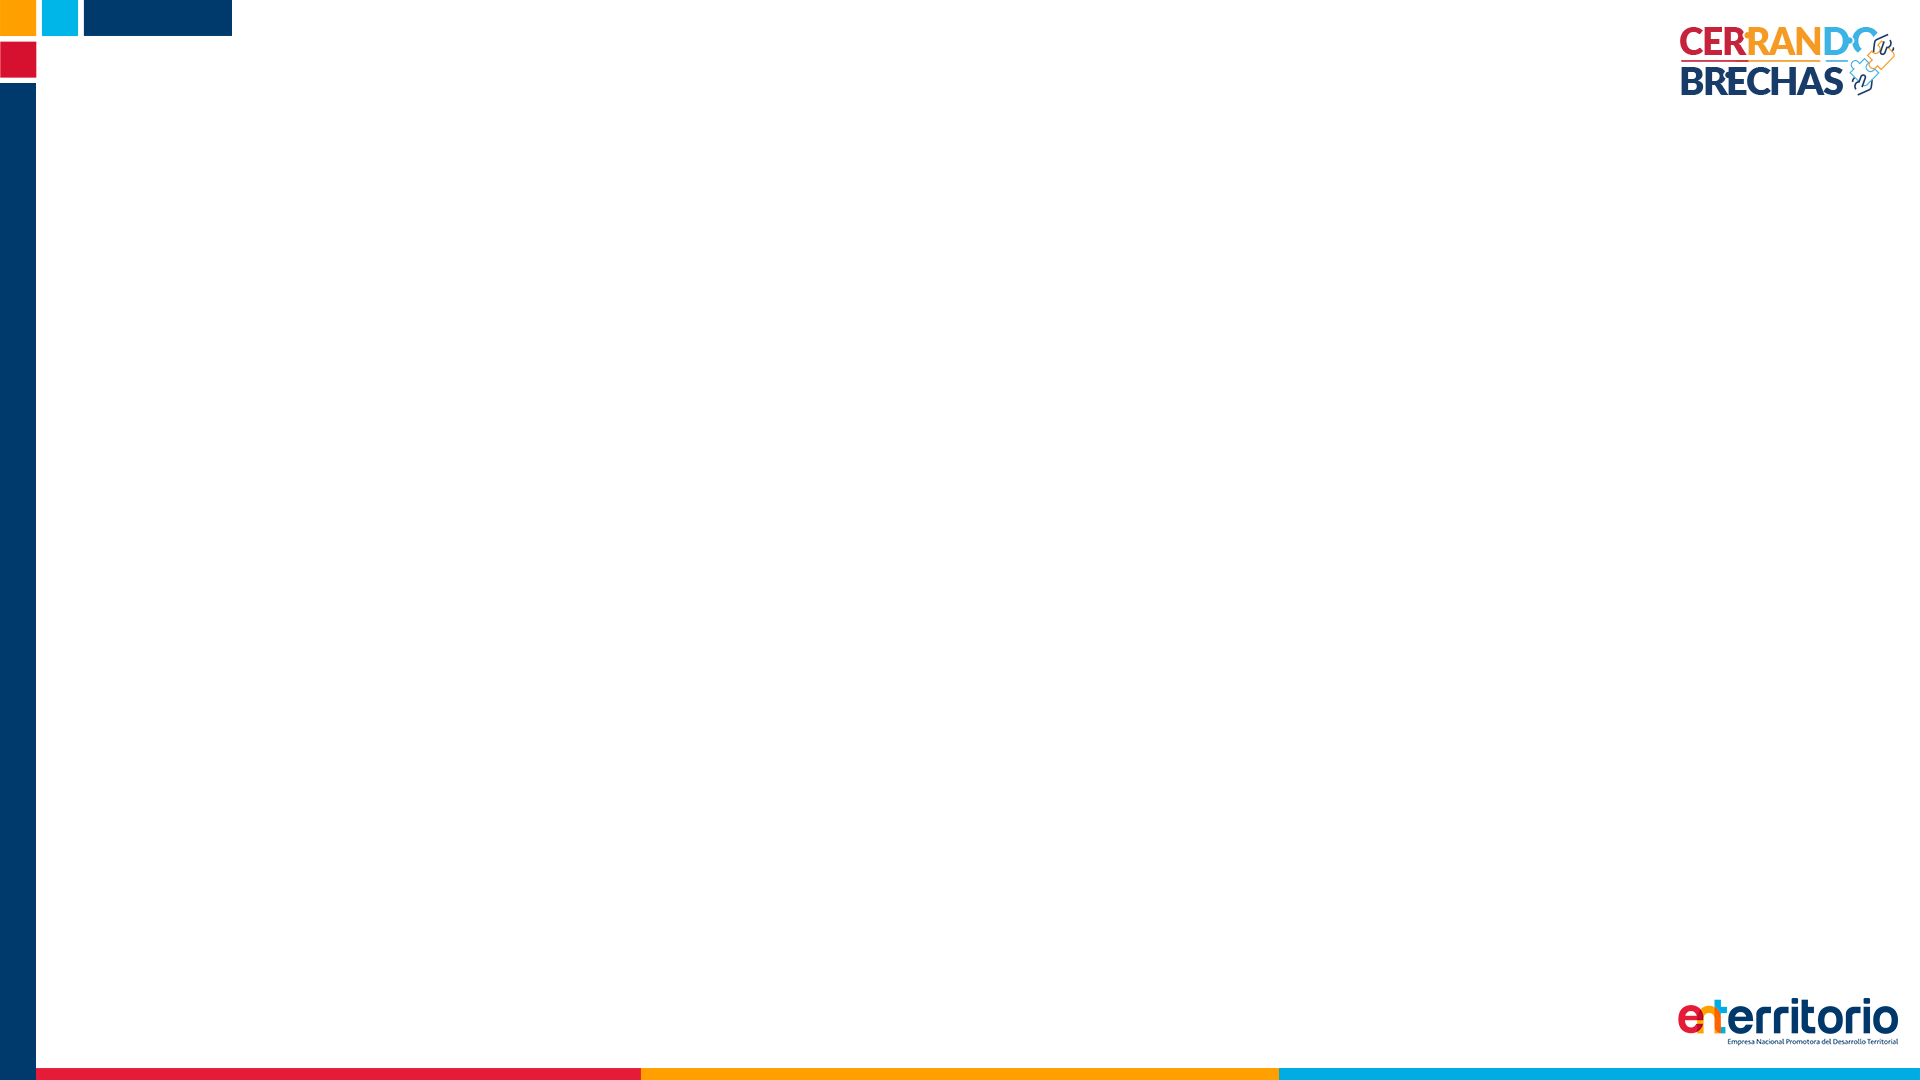 CERRANDO
BRECHAS
enterritorio
Empresa Nacional Promotora del Desarrollo Territorial